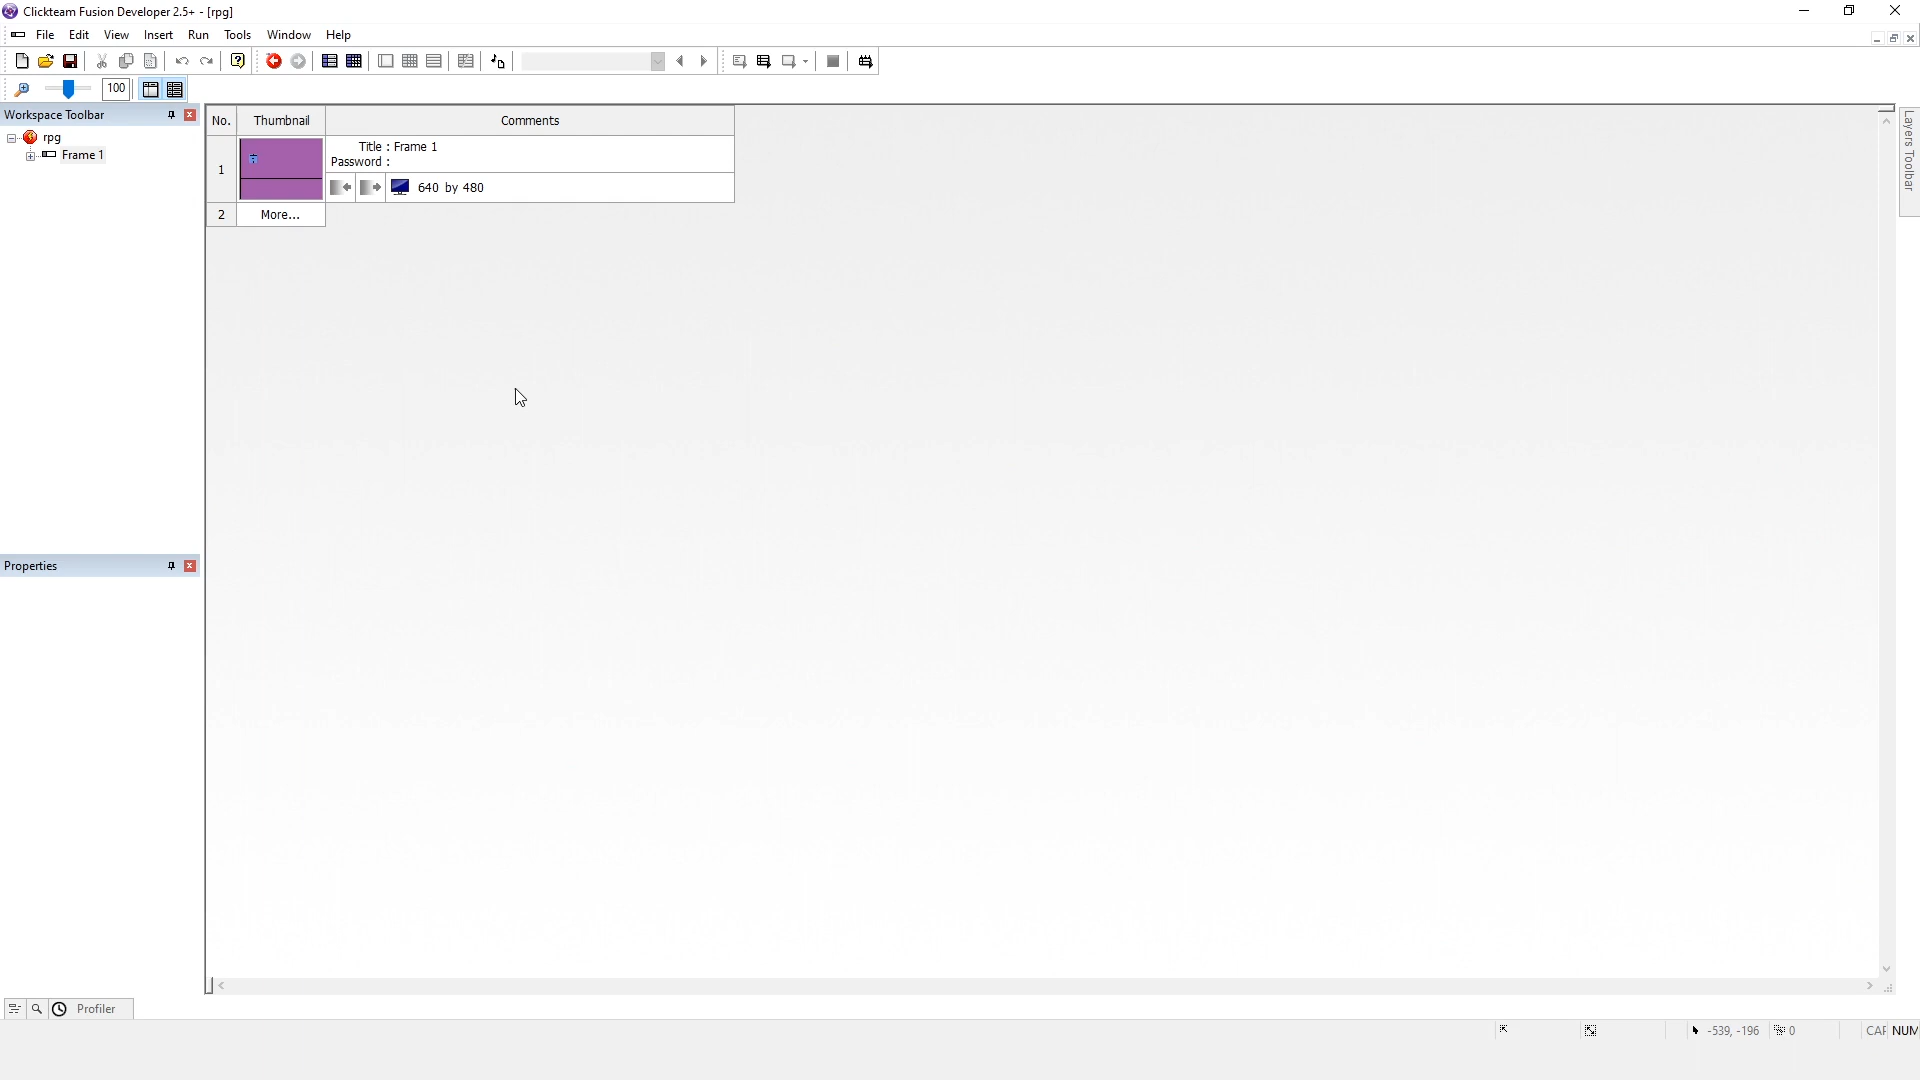 Clickteam Fusion Developer 2.5+ - [rpg]
File Edit View Insert Run Tools Window Help
100
Workspace Toolbar
rpg
Frame 1
No. Thumbnail Comments
1
Title : Frame 1
Password :
640 by 480
2 More...
Layers Toolbar
Properties
Profiler
-539, -196 0 CAP NUM